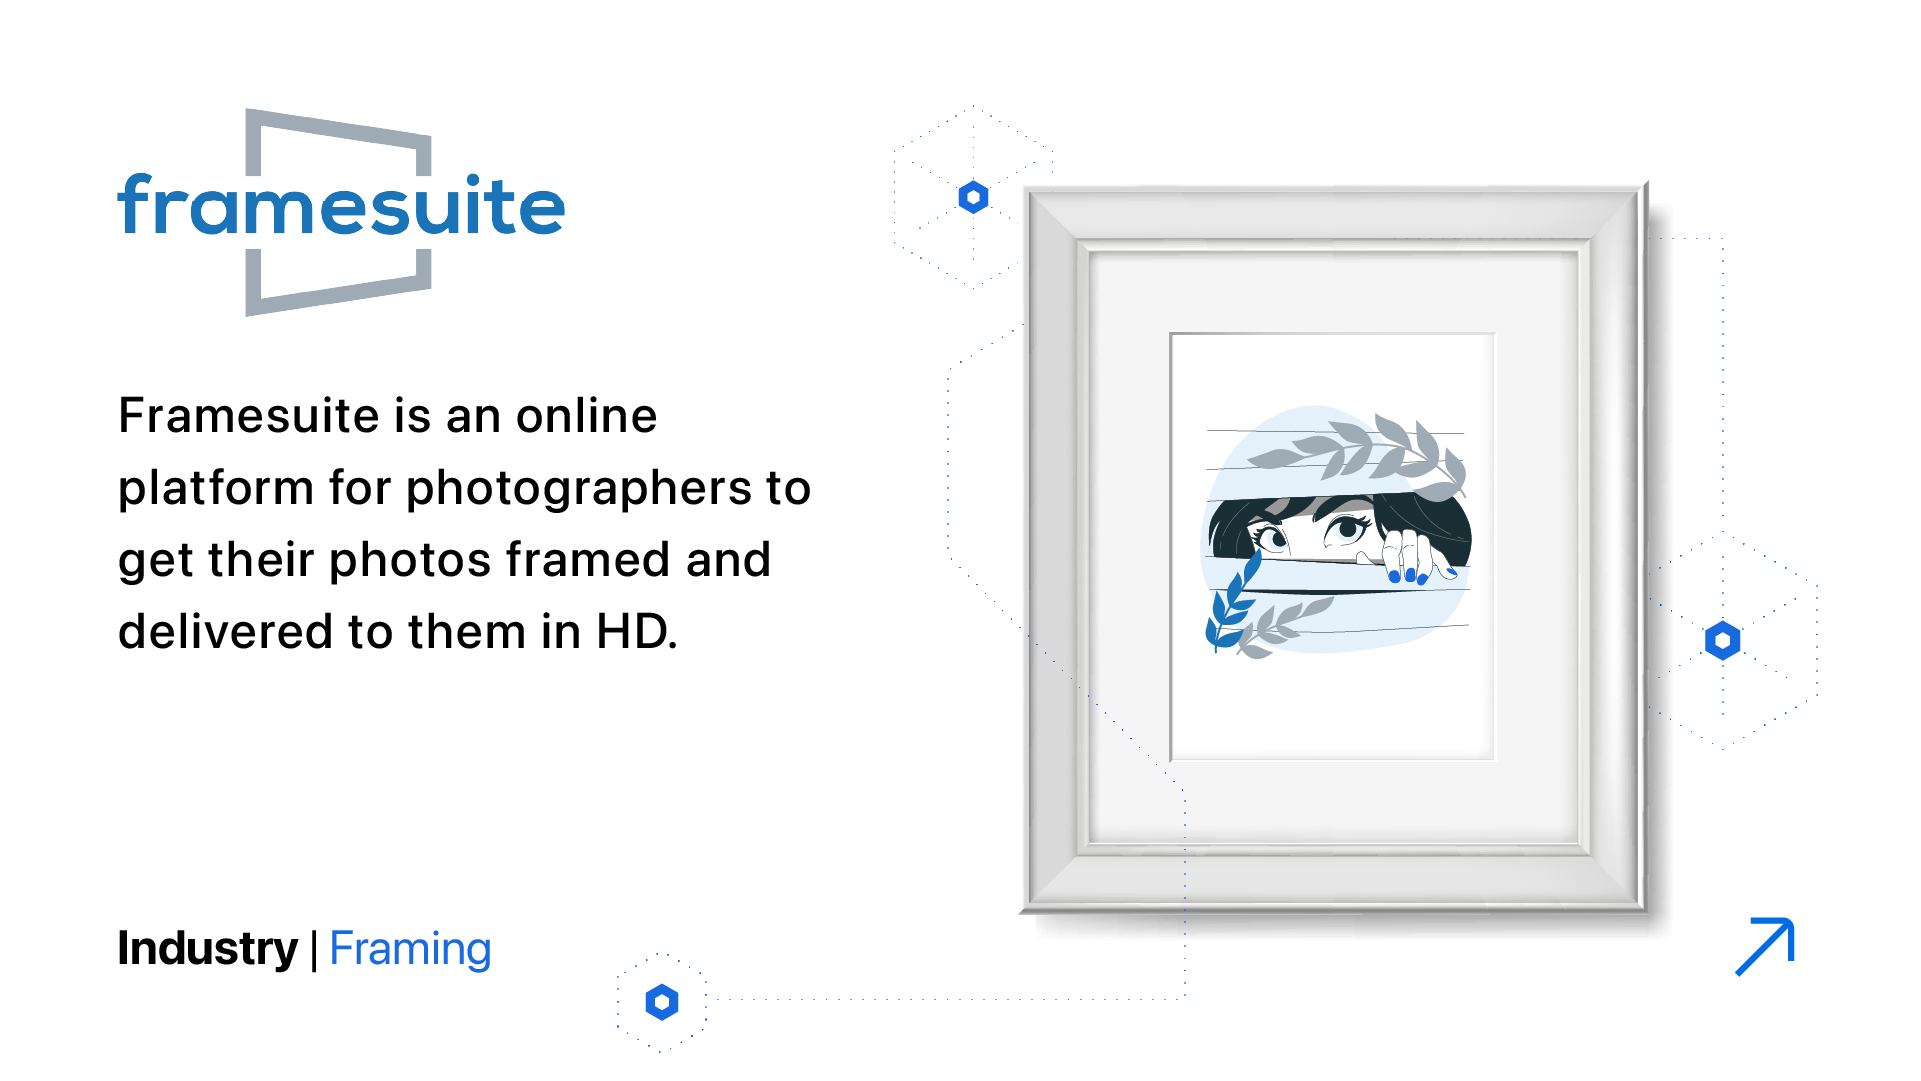 framesuite
Framesuite is an online
platform for photographers to
get their photos framed and
delivered to them in HD.
Industry | Framing